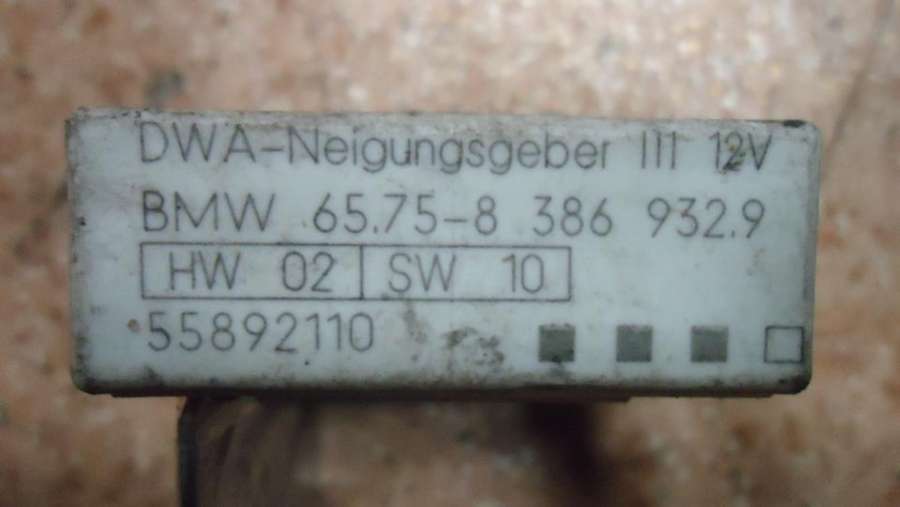 DWA-Neigungsgeber III 12V
BMW 65.75-8 386 932.9
HW 02 SW 10
55892110